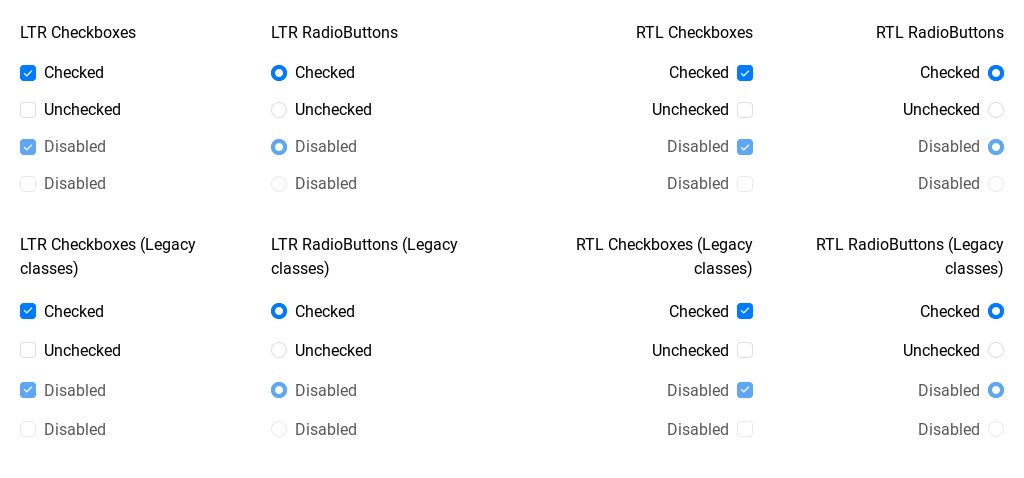 LTR Checkboxes
Checked
Unchecked
Disabled
Disabled
LTR RadioButtons
Checked
Unchecked
Disabled
Disabled
RTL Checkboxes
Checked
Unchecked
Disabled
Disabled
RTL RadioButtons
Checked
Unchecked
Disabled
Disabled
LTR Checkboxes (Legacy
classes)
Checked
Unchecked
Disabled
Disabled
LTR RadioButtons (Legacy
classes)
Checked
Unchecked
Disabled
Disabled
RTL Checkboxes (Legacy
classes)
Checked
Unchecked
Disabled
Disabled
RTL RadioButtons (Legacy
classes)
Checked
Unchecked
Disabled
Disabled